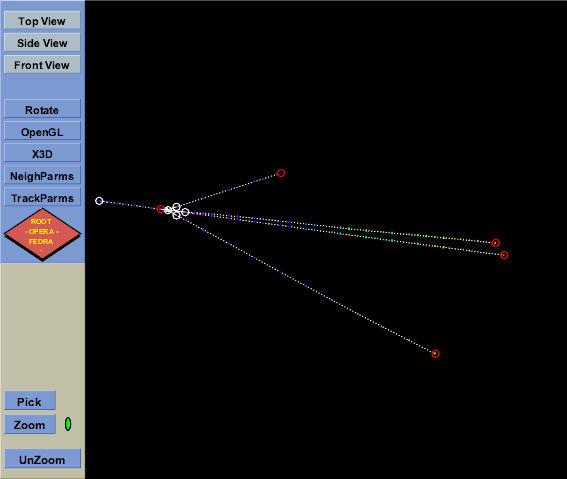 Top View
Side View
Front View
Rotate
OpenGL
X3D
NeighParms
TrackParms
ROOT
-OPERA-
FEDRA
Pick
Zoom
UnZoom